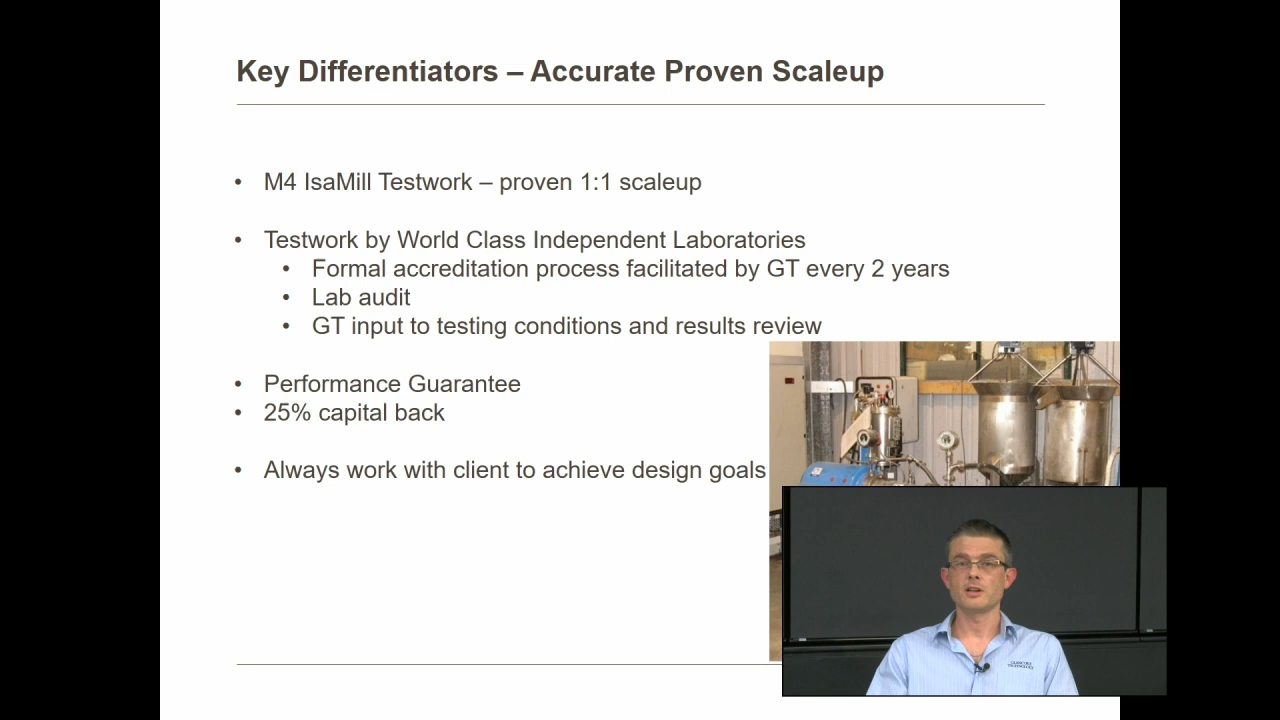 Key Differentiators – Accurate Proven Scaleup
• M4 IsaMill Testwork – proven 1:1 scaleup
• Testwork by World Class Independent Laboratories
• Formal accreditation process facilitated by GT every 2 years
• Lab audit
• GT input to testing conditions and results review
• Performance Guarantee
• 25% capital back
• Always work with client to achieve design goals